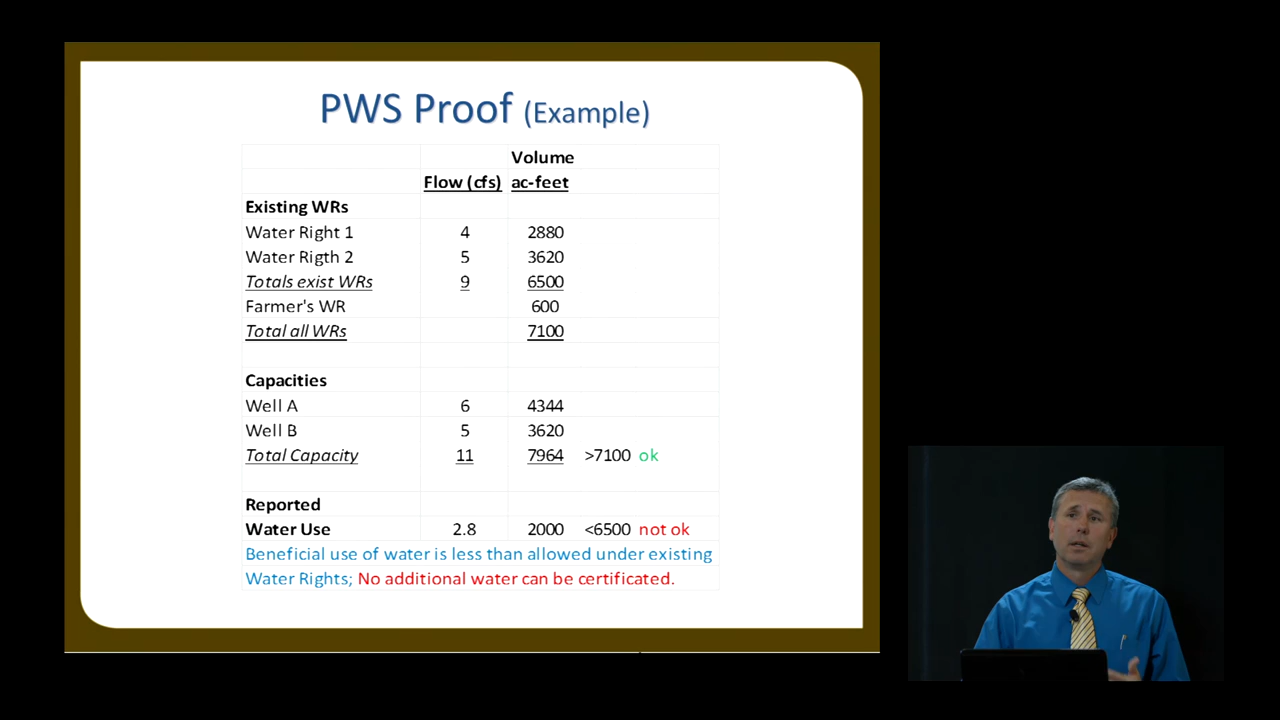 PWS Proof (Example)
Volume
Flow (cfs) ac-feet
Existing WRs
Water Right 1 4 2880
Water Rigth 2 5 3620
Totals exist WRs 9 6500
Farmer's WR 600
Total all WRs 7100
Capacities
Well A 6 4344
Well B 5 3620
Total Capacity 11 7964 >7100 ok
Reported
Water Use 2.8 2000 <6500 not ok
Beneficial use of water is less than allowed under existing
Water Rights; No additional water can be certificated.